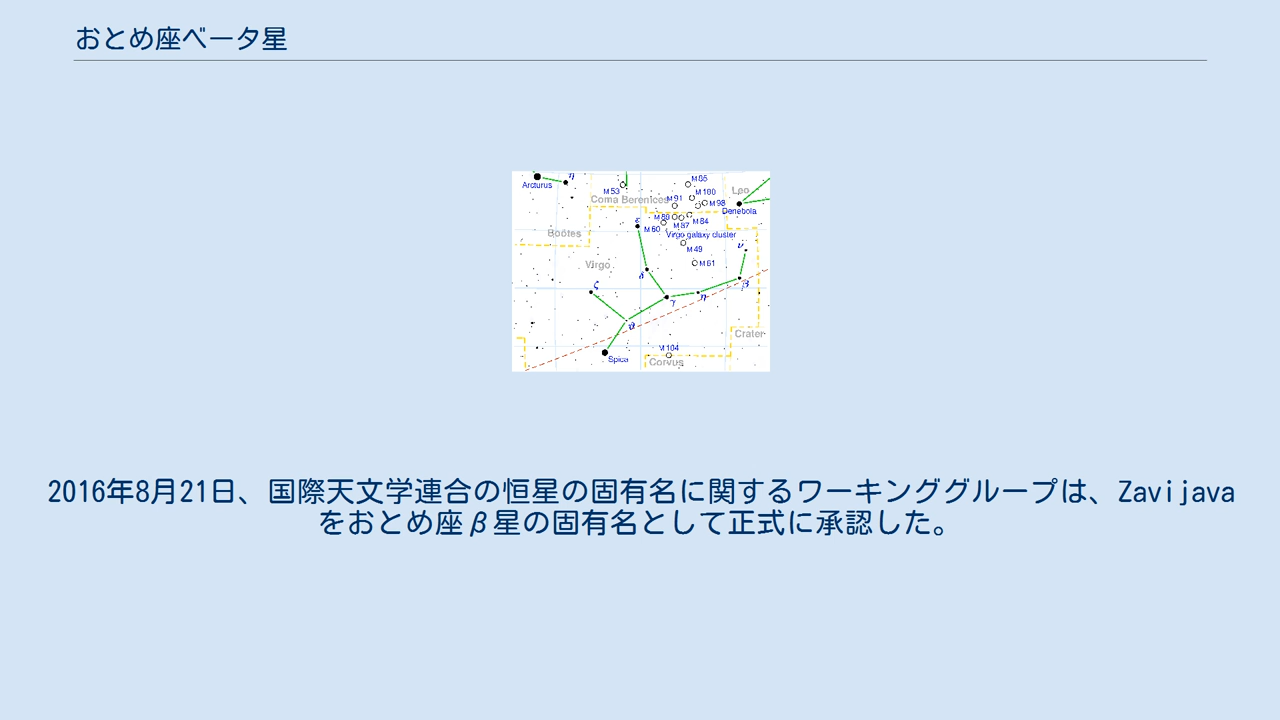 おとめ座ベータ星
Arcturus
η
M 53
M 85
M 100
Leo
Coma Berenices
M 91
M 98
Denebola
ε
M 60
M 87
M 84
Boötes
Virgo galaxy cluster
ν
M 49
Virgo
δ
M 61
ζ
γ
η
β
ϑ
Crater
M 104
Spica
Corvus
2016年8月21日、国際天文学連合の恒星の固有名に関するワーキンググループは、Zavijava
をおとめ座β星の固有名として正式に承認した。